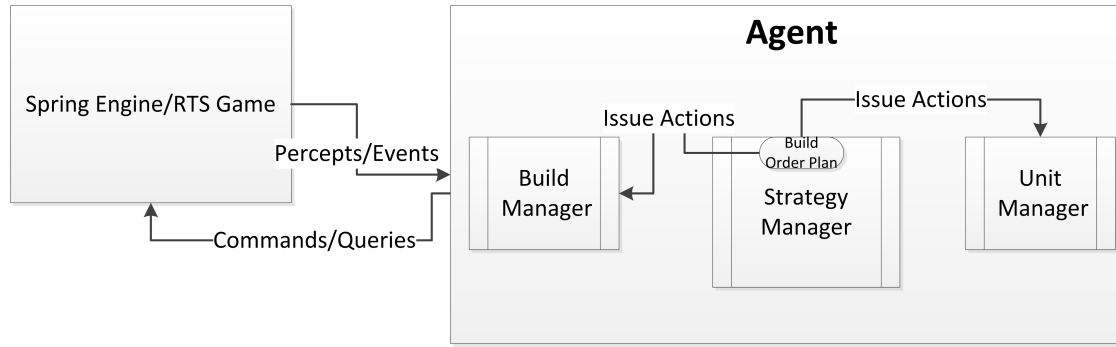 Agent
Spring Engine/RTS Game
Percepts/Events
Commands/Queries
Issue Actions
Issue Actions
Build
Manager
Build
Order Plan
Strategy
Manager
Unit
Manager